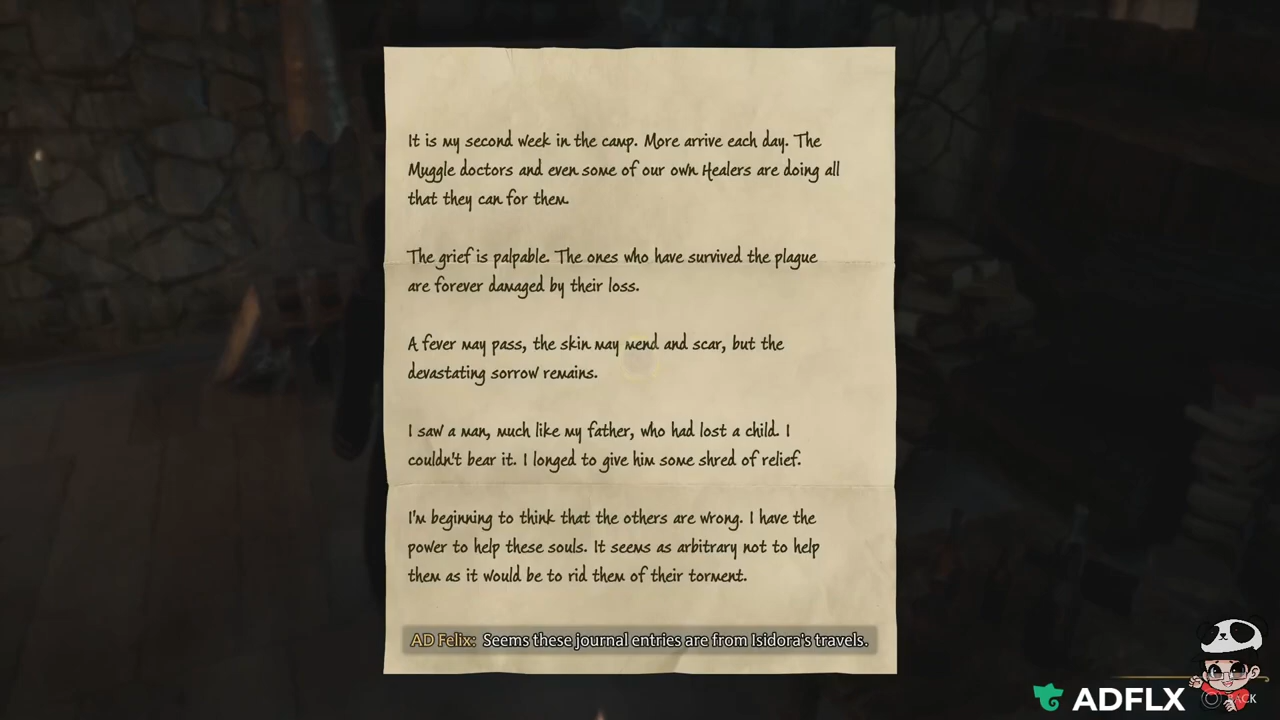 It is my second week in the camp. More arrive each day. The
Muggle doctors and even some of our own Healers are doing all
that they can for them.
The grief is palpable. The ones who have survived the plague
are forever damaged by their loss.
A fever may pass, the skin may mend and scar, but the
devastating sorrow remains.
I saw a man, much like my father, who had lost a child. I
couldn't bear it. I longed to give him some shred of relief.
I'm beginning to think that the others are wrong. I have the
power to help these souls. It seems as arbitrary not to help
them as it would be to rid them of their torment.
AD Felix: Seems these journal entries are from Isidora's travels.
BACK
ADFLX